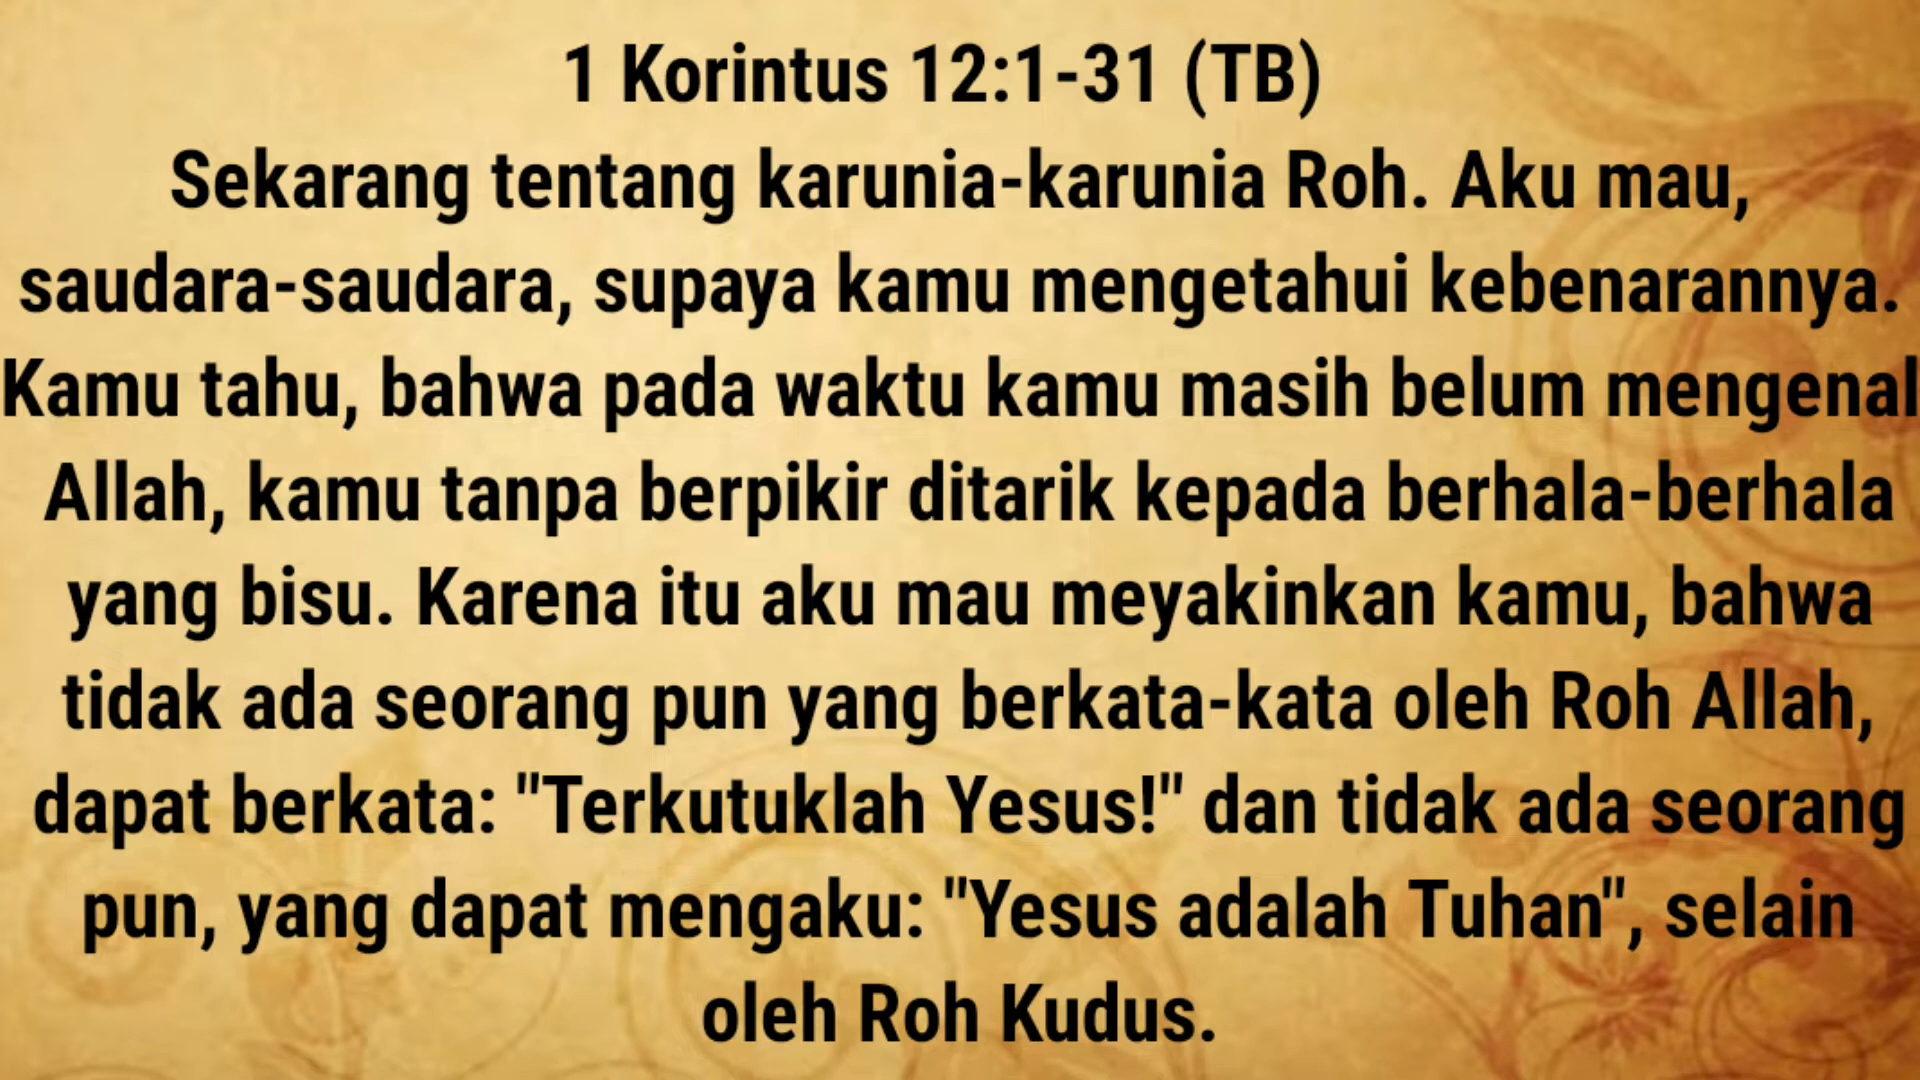 1 Korintus 12:1-31 (TB)
Sekarang tentang karunia-karunia Roh. Aku mau,
saudara-saudara, supaya kamu mengetahui kebenarannya.
Kamu tahu, bahwa pada waktu kamu masih belum mengenal
Allah, kamu tanpa berpikir ditarik kepada berhala-berhala
yang bisu. Karena itu aku mau meyakinkan kamu, bahwa
tidak ada seorang pun yang berkata-kata oleh Roh Allah,
dapat berkata: "Terkutuklah Yesus!" dan tidak ada seorang
pun, yang dapat mengaku: "Yesus adalah Tuhan", selain
oleh Roh Kudus.